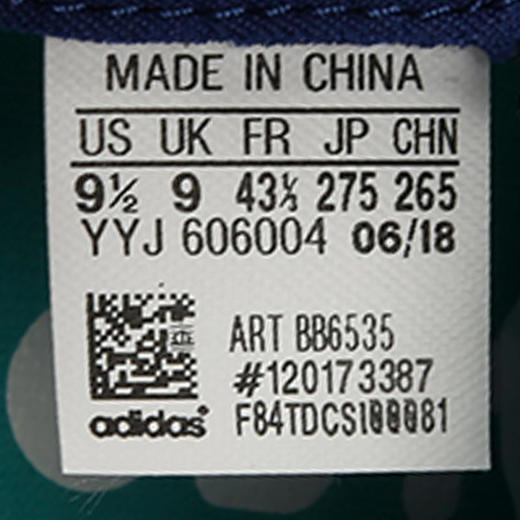 MADE IN CHINA
US UK FR JP CHN
9½ 9 43⅓ 275 265
YYJ 606004 06/18
ART BB6535
#120173387
adidas